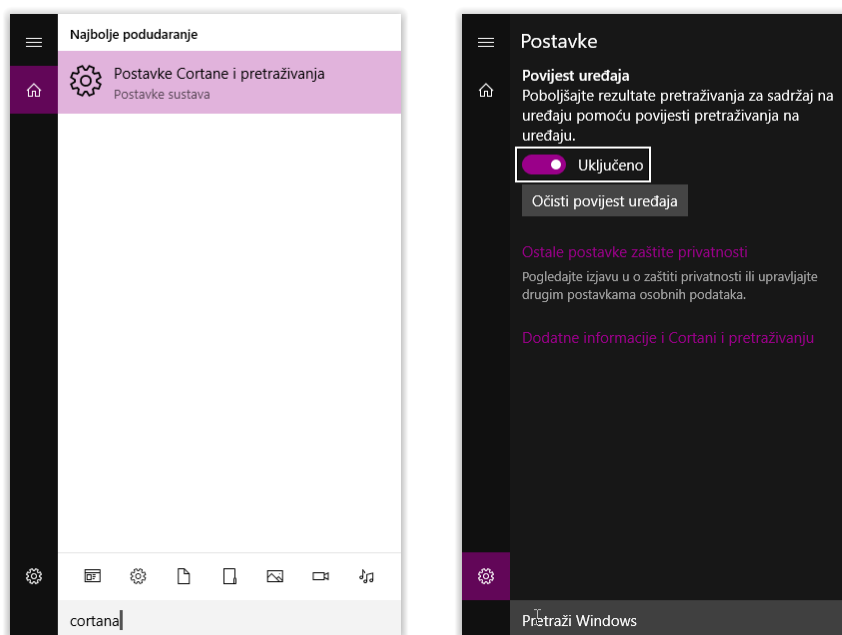 Najbolje podudaranje
Postavke Cortane i pretraživanja
Postavke sustava
cortana
Postavke
Povijest uređaja
Poboljšajte rezultate pretraživanja za sadržaj na
uređaju pomoću povijesti pretraživanja na
uređaju.
Uključeno
Očisti povijest uređaja
Ostale postavke zaštite privatnosti
Pogledajte izjavu u o zaštiti privatnosti ili upravljajte
drugim postavkama osobnih podataka.
Dodatne informacije i Cortani i pretraživanju
Pretraži Windows